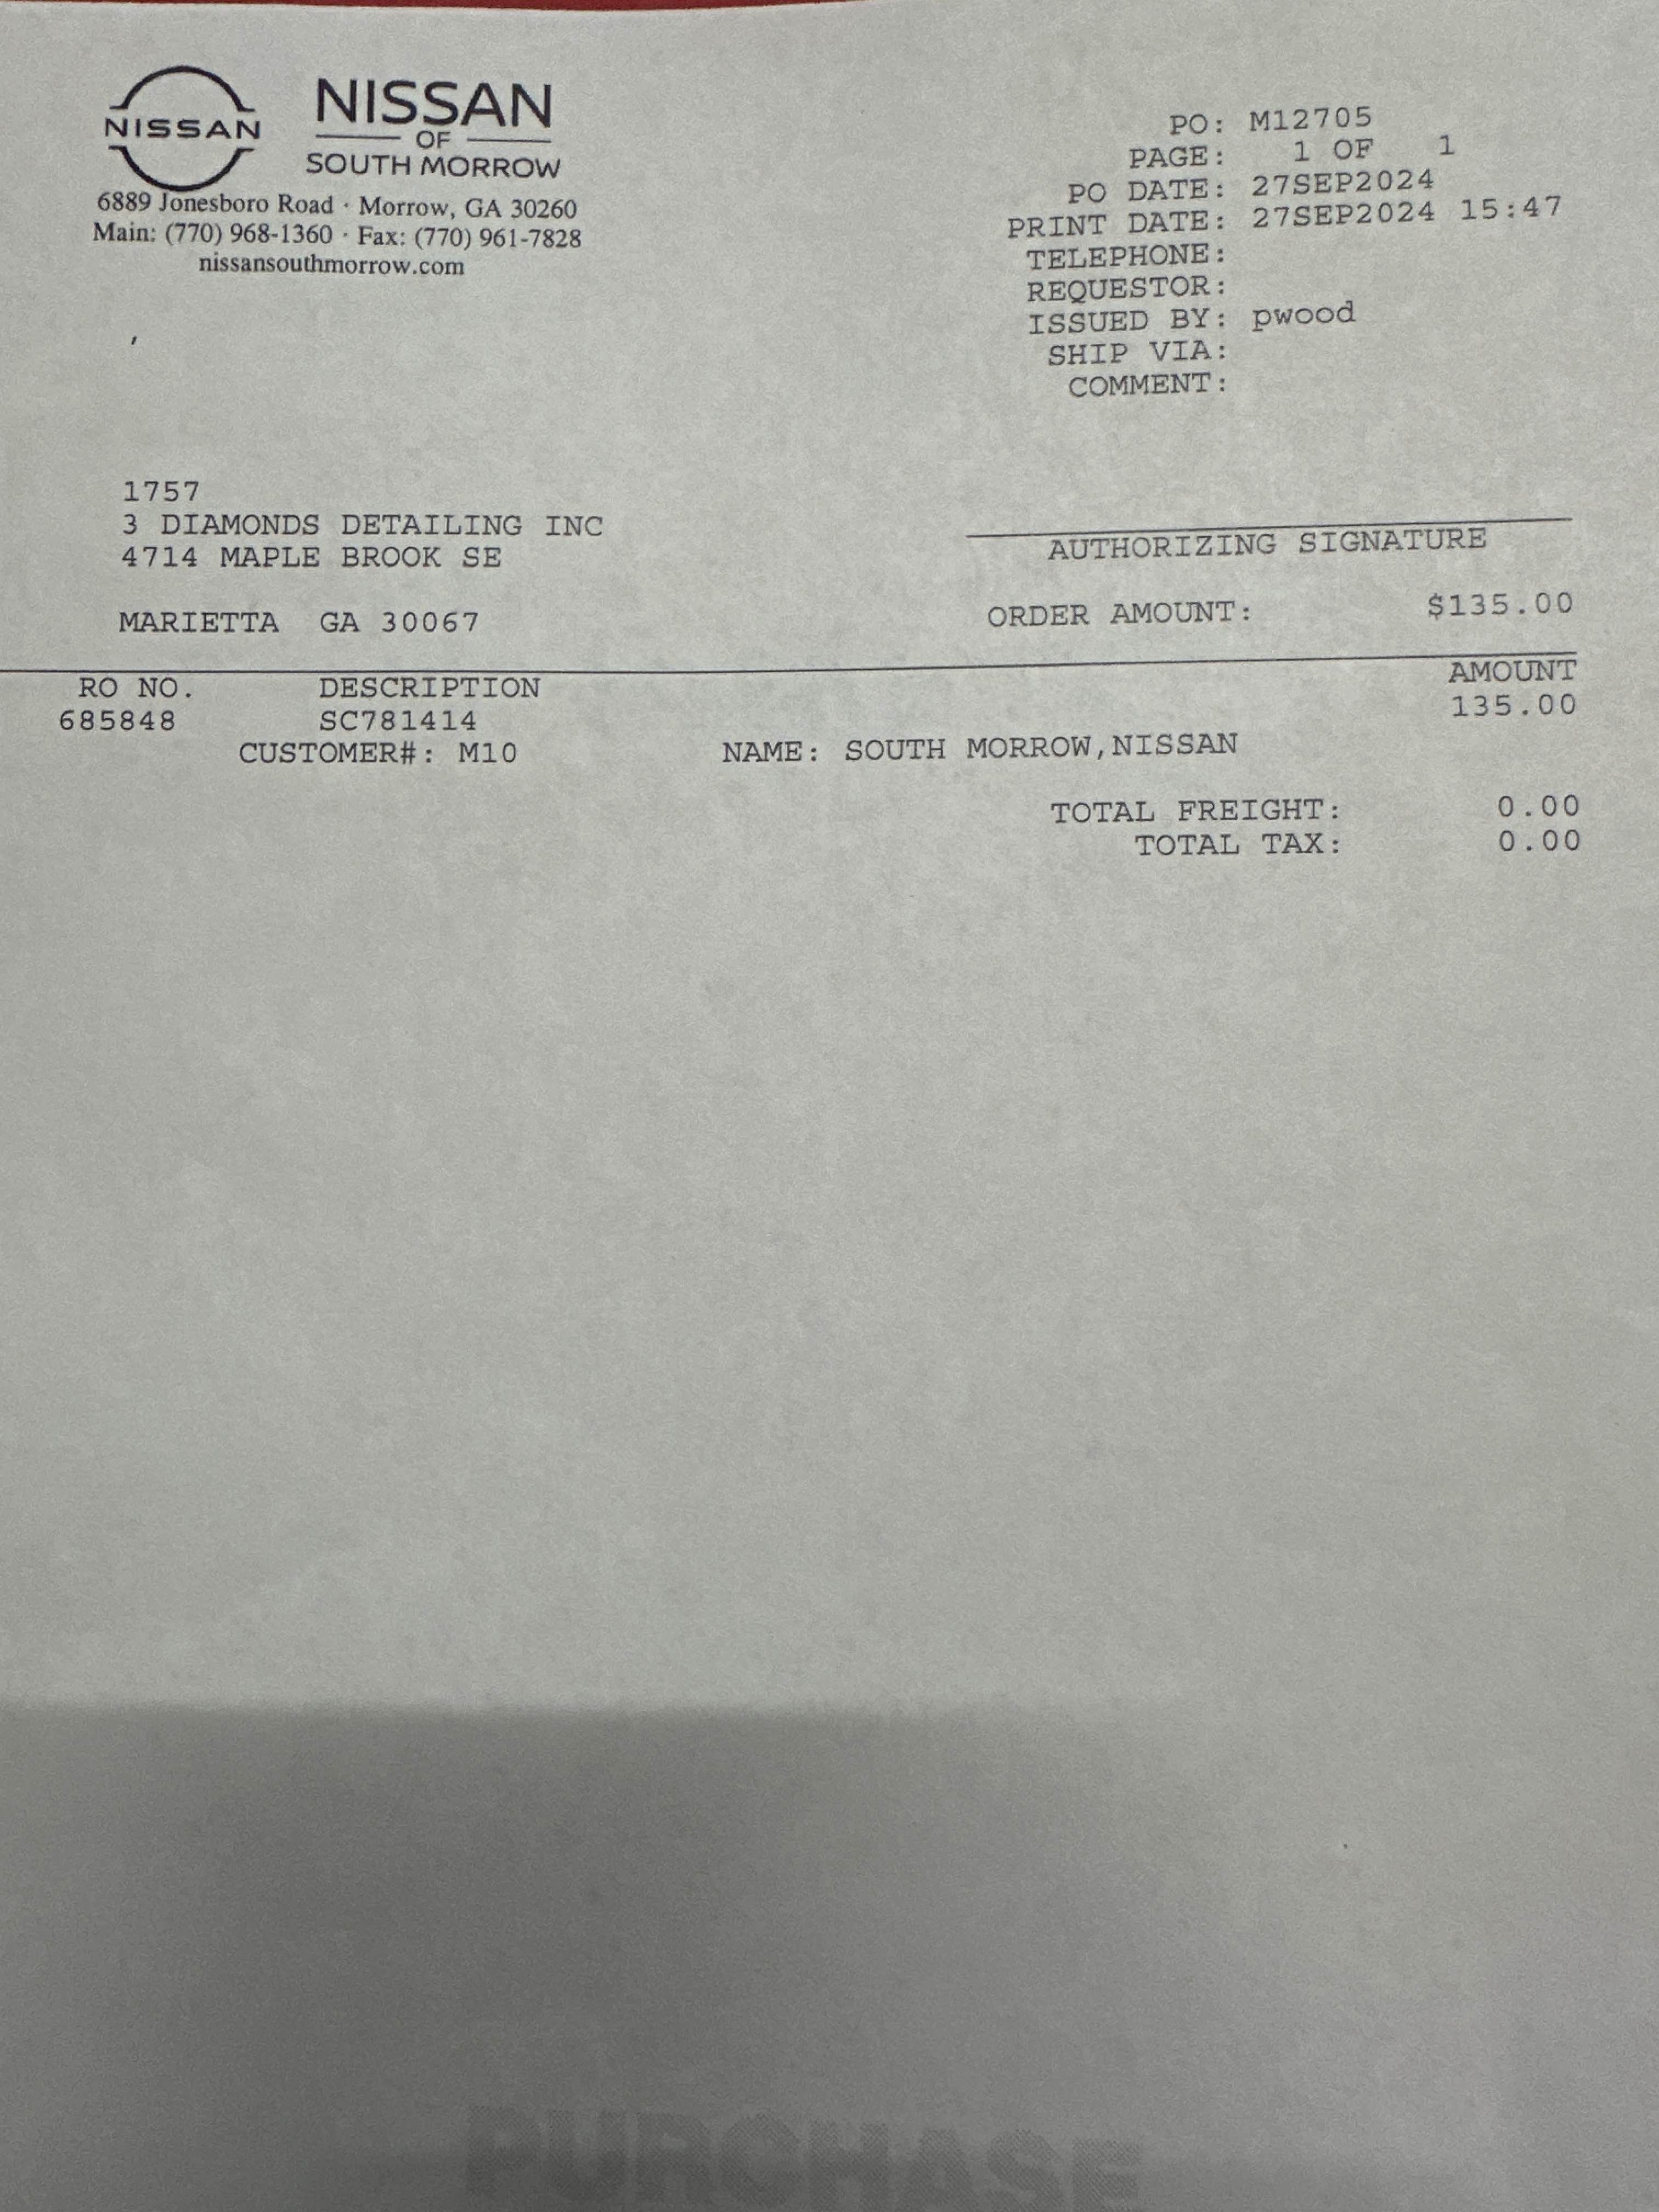 NISSAN
NISSAN
OF
SOUTH MORROW
6889 Jonesboro Road · Morrow, GA 30260
Main: (770) 968-1360 · Fax: (770) 961-7828
nissansouthmorrow.com
PO: M12705
PAGE: 1 OF 1
PO DATE: 27SEP2024
PRINT DATE: 27SEP2024 15:47
TELEPHONE:
REQUESTOR:
ISSUED BY: pwood
SHIP VIA:
COMMENT:
1757
3 DIAMONDS DETAILING INC
4714 MAPLE BROOK SE
MARIETTA GA 30067
AUTHORIZING SIGNATURE
ORDER AMOUNT: $135.00
RO NO. DESCRIPTION AMOUNT
685848 SC781414 135.00
CUSTOMER#: M10 NAME: SOUTH MORROW,NISSAN
TOTAL FREIGHT: 0.00
TOTAL TAX: 0.00
PURCHASE